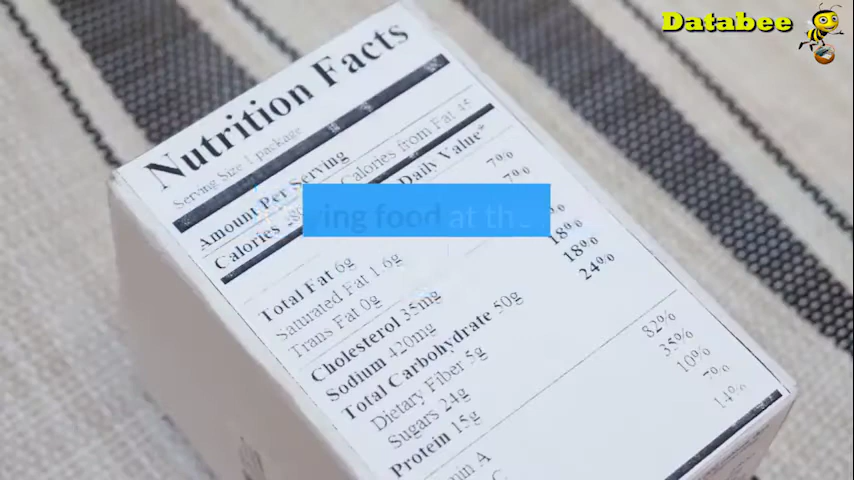 Databee
Nutrition Facts
Serving Size 1 package
Amount Per Serving
Calories from Fat 45
Calories
Daily Value*
ying food at th
7%
7%
18%
18%
24%
Total Fat 6g
Saturated Fat 1.6g
Trans Fat 0g
Cholesterol 35mg
Sodium 420mg
Total Carbohydrate 50g
Dietary Fiber 5g
Sugars 24g
Protein 15g
82%
35%
10%
7%
14%